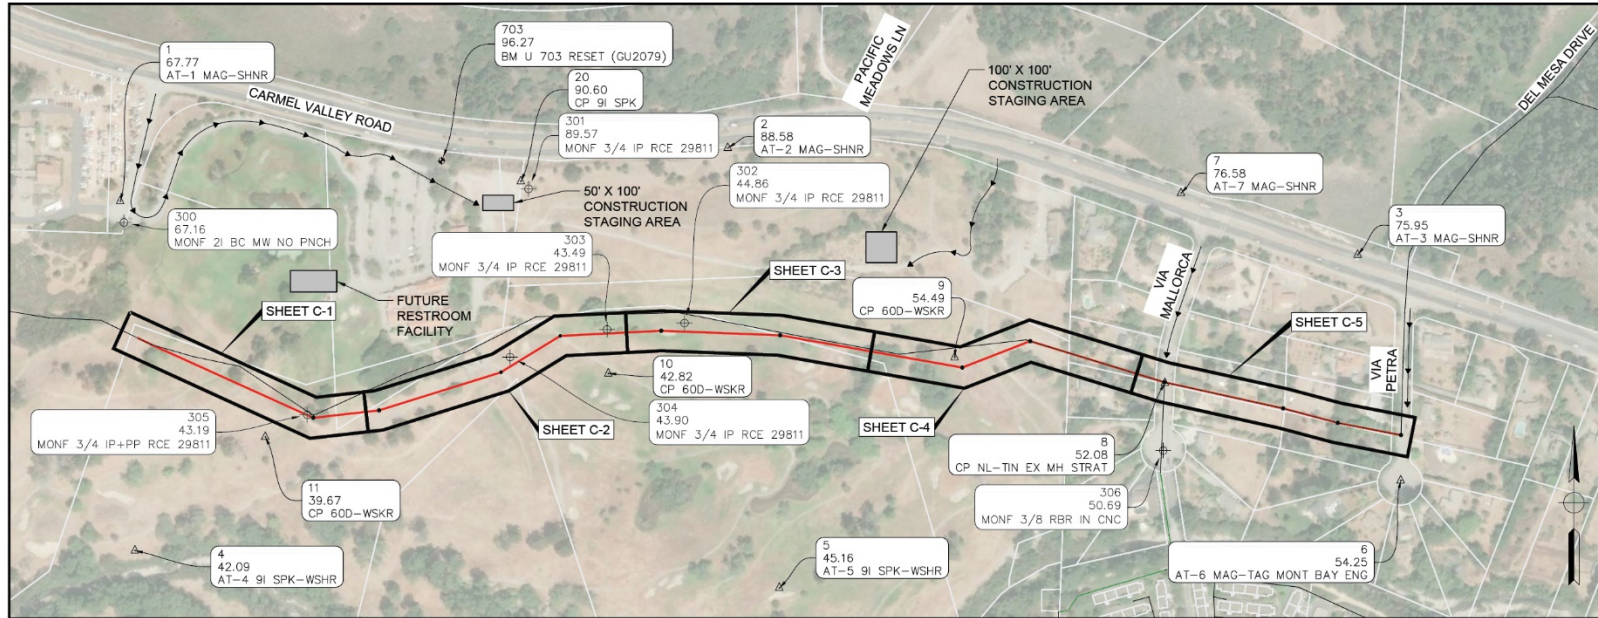 1
67.77
AT-1 MAG-SHNR
703
96.27
BM U 703 RESET (GU2079)
20
90.60
CP 9I SPK
CARMEL VALLEY ROAD
301
89.57
MONF 3/4 IP RCE 29811
2
88.58
AT-2 MAG-SHNR
PACIFIC
MEADOWS LN
100' X 100'
CONSTRUCTION
STAGING AREA
DEL MESA DRIVE
7
76.58
AT-7 MAG-SHNR
302
44.86
MONF 3/4 IP RCE 29811
50' X 100'
CONSTRUCTION
STAGING AREA
300
67.16
MONF 2I BC MW NO PNCH
303
43.49
MONF 3/4 IP RCE 29811
3
75.95
AT-3 MAG-SHNR
SHEET C-3
9
54.49
CP 60D-WSKR
VIA
MALLORCA
SHEET C-1
FUTURE
RESTROOM
FACILITY
SHEET C-5
VIA
PETRA
10
42.82
CP 60D-WSKR
305
43.19
MONF 3/4 IP+PP RCE 29811
SHEET C-2
304
43.90
MONF 3/4 IP RCE 29811
SHEET C-4
8
52.08
CP NL-TIN EX MH STRAT
11
39.67
CP 60D-WSKR
306
50.69
MONF 3/8 RBR IN CNC
4
42.09
AT-4 9I SPK-WSHR
5
45.16
AT-5 9I SPK-WSHR
6
54.25
AT-6 MAG-TAG MONT BAY ENG